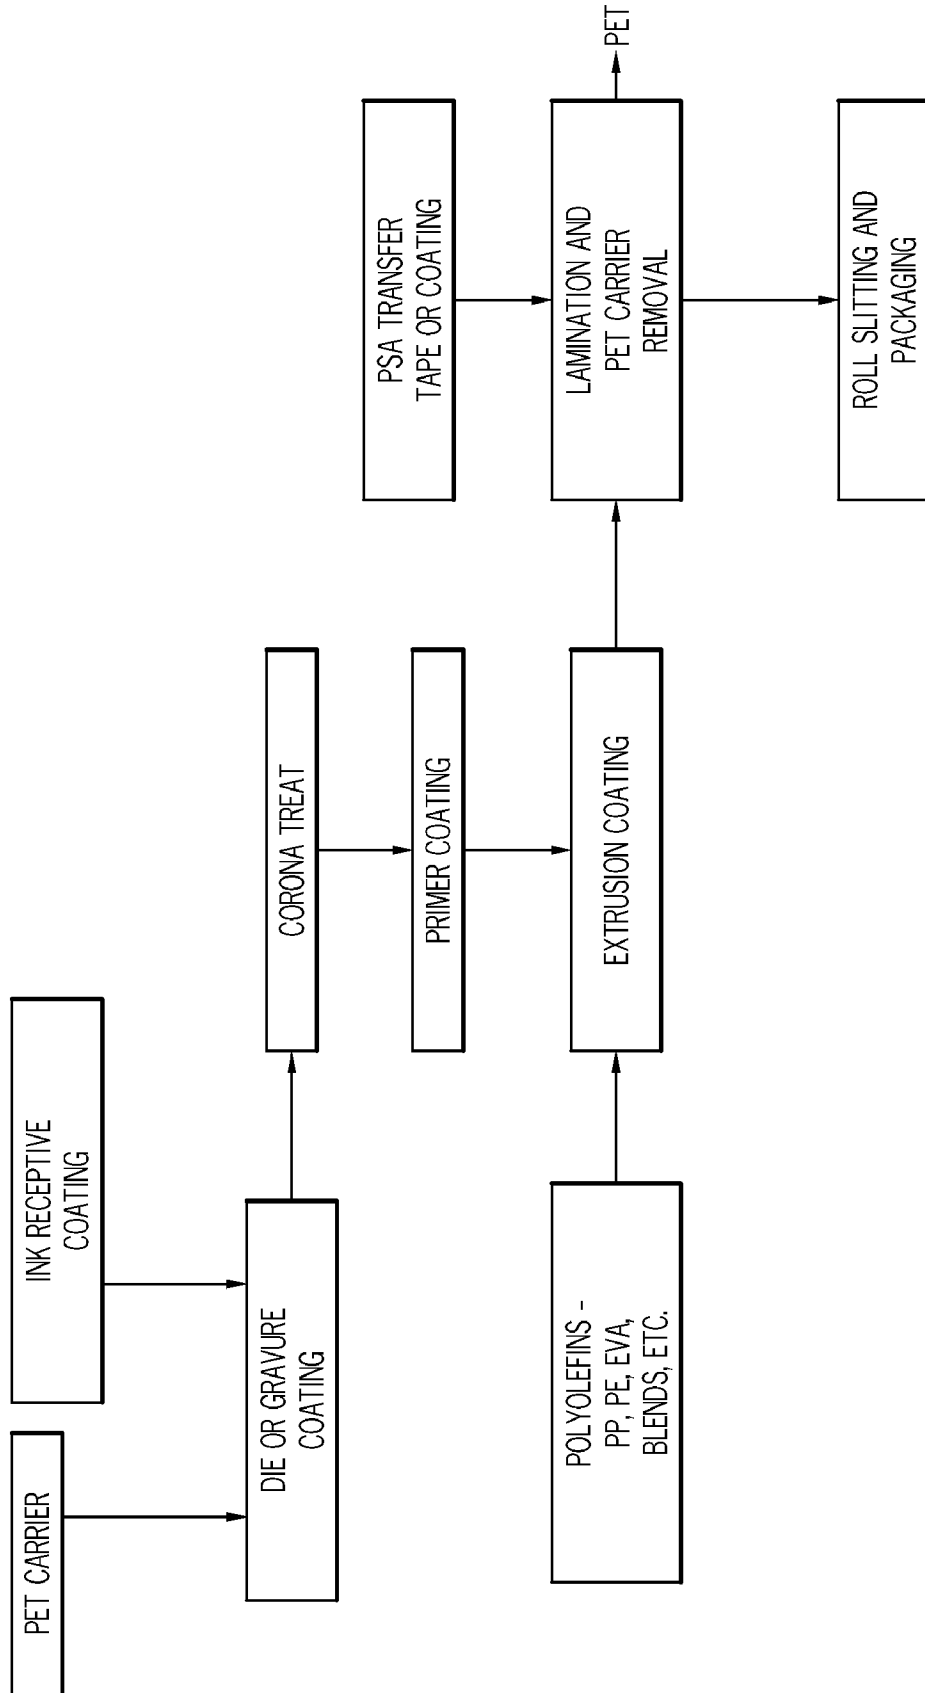 PET CARRIER
INK RECEPTIVE
COATING
DIE OR GRAVURE
COATING
CORONA TREAT
PRIMER COATING
POLYOLEFINS -
PP, PE, EVA,
BLENDS, ETC.
EXTRUSION COATING
PSA TRANSFER
TAPE OR COATING
LAMINATION AND
PET CARRIER
REMOVAL
PET
ROLL SLITTING AND
PACKAGING